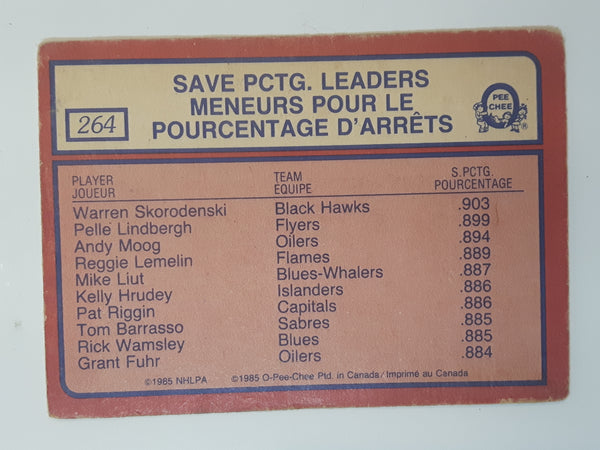 SAVE PCTG. LEADERS
MENEURS POUR LE
POURCENTAGE D'ARRÊTS
264
O
PEE
CHEE
®
PLAYER TEAM S.PCTG.
JOUEUR EQUIPE POURCENTAGE
Warren Skorodenski Black Hawks .903
Pelle Lindbergh Flyers .899
Andy Moog Oilers .894
Reggie Lemelin Flames .889
Mike Liut Blues-Whalers .887
Kelly Hrudey Islanders .886
Pat Riggin Capitals .886
Tom Barrasso Sabres .885
Rick Wamsley Blues .885
Grant Fuhr Oilers .884
©1985 NHLPA ©1985 O-Pee-Chee Ptd. in Canada/Imprimé au Canada